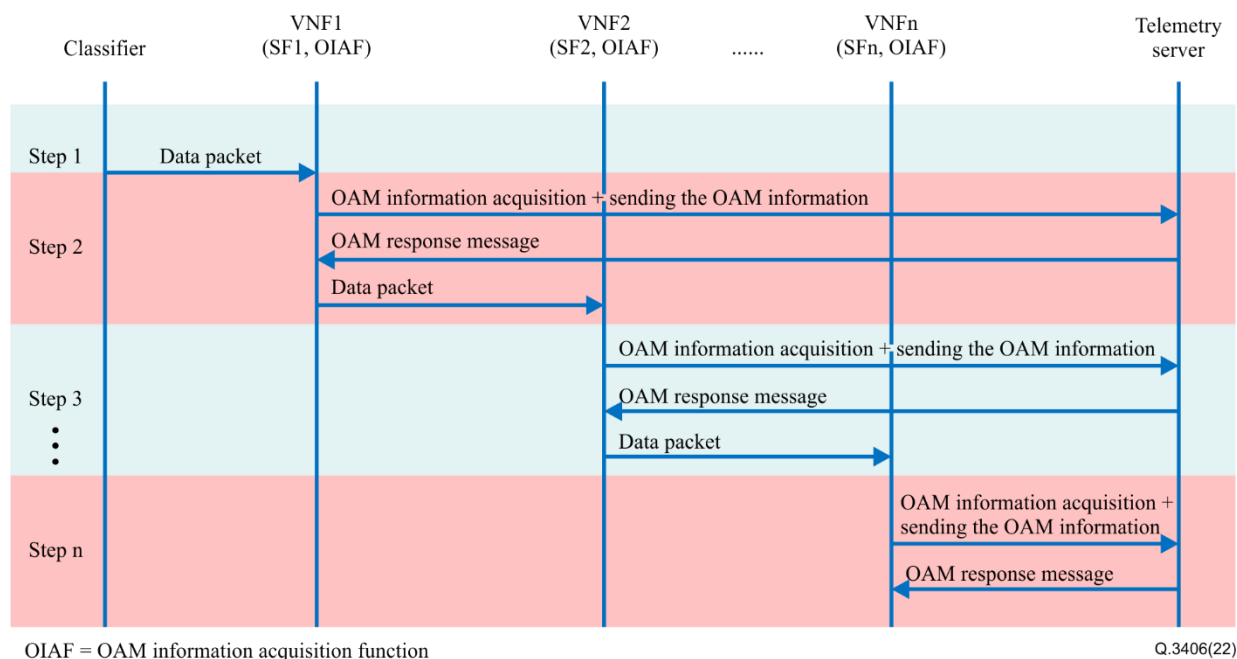 Classifier
VNF1
(SF1, OIAF)
VNF2
(SF2, OIAF)
......
VNFn
(SFn, OIAF)
Telemetry
server
Step 1
Data packet
Step 2
OAM information acquisition + sending the OAM information
OAM response message
Data packet
Step 3
OAM information acquisition + sending the OAM information
OAM response message
Data packet
Step n
OAM information acquisition +
sending the OAM information
OAM response message
OIAF = OAM information acquisition function
Q.3406(22)